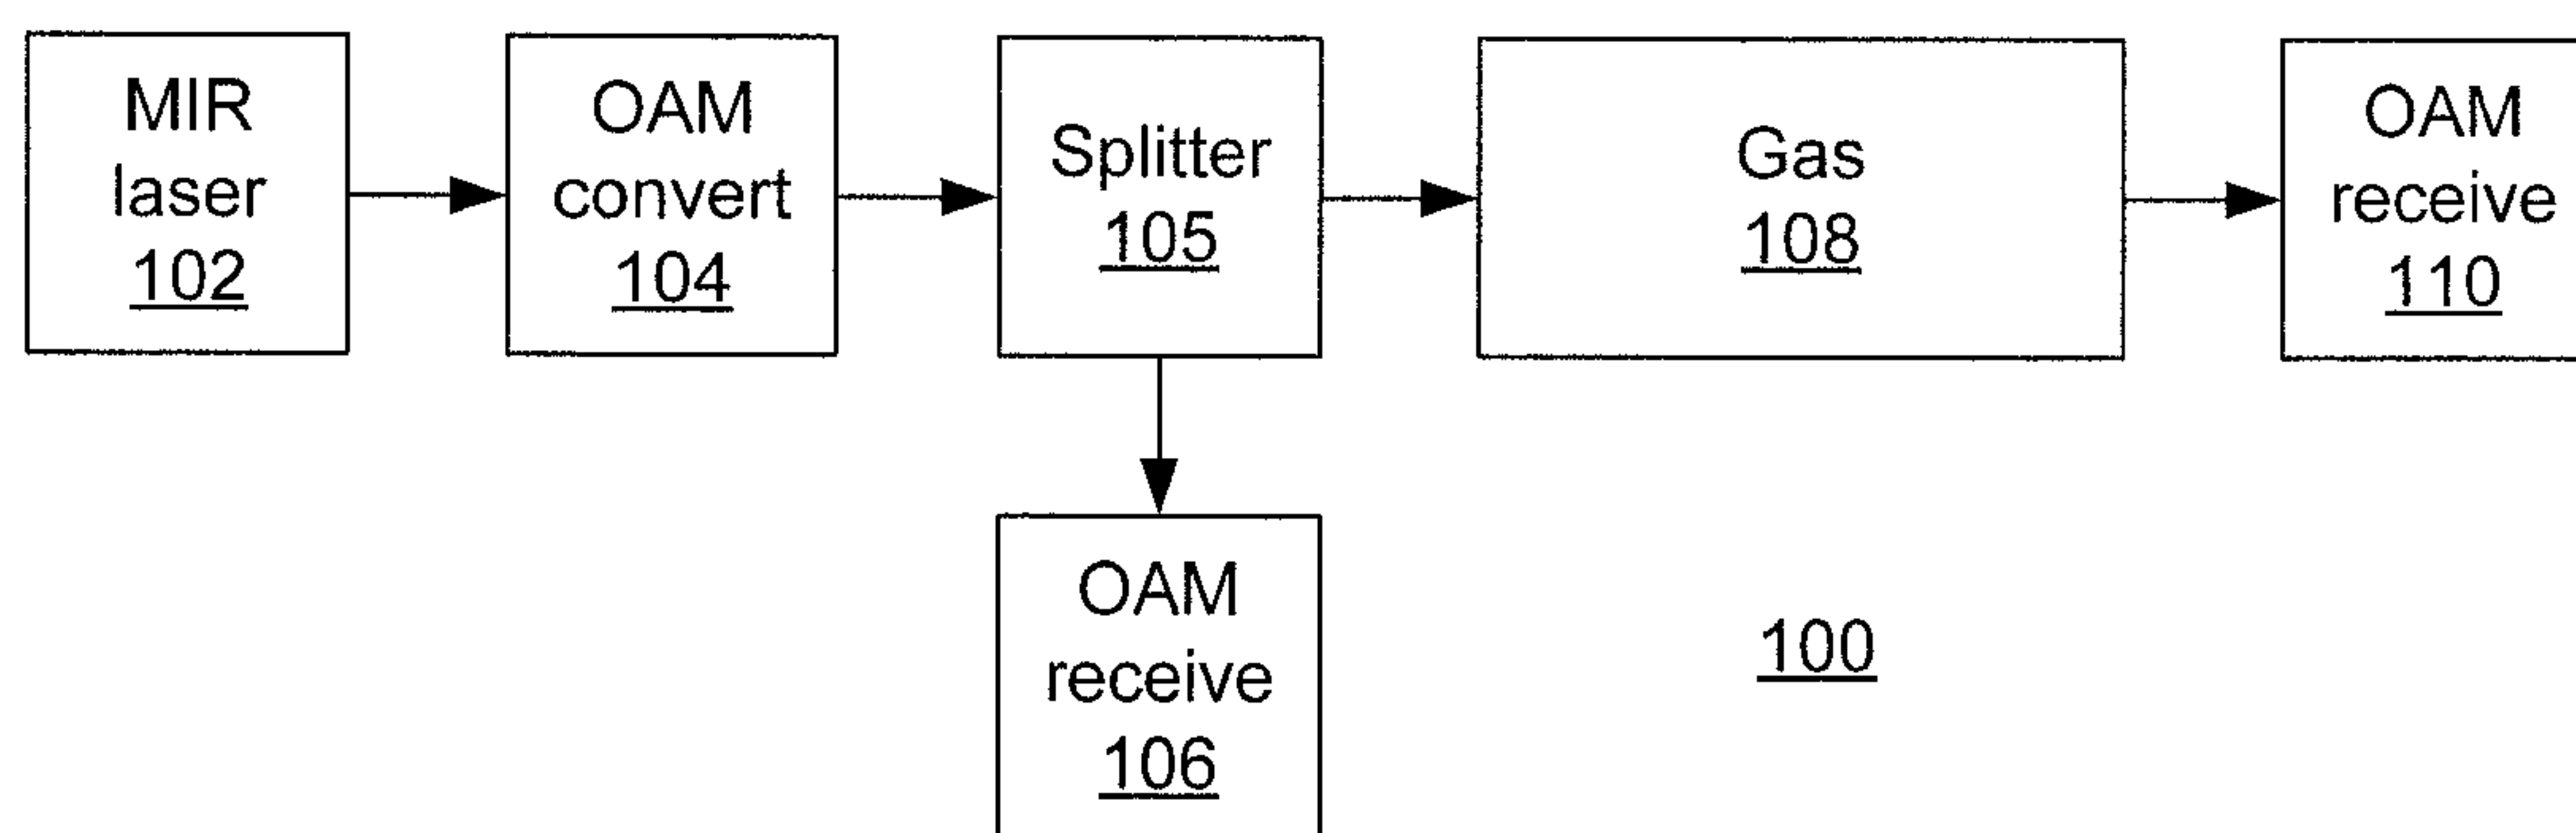 MIR
laser
102
OAM
convert
104
Splitter
105
Gas
108
OAM
receive
110
OAM
receive
106
100